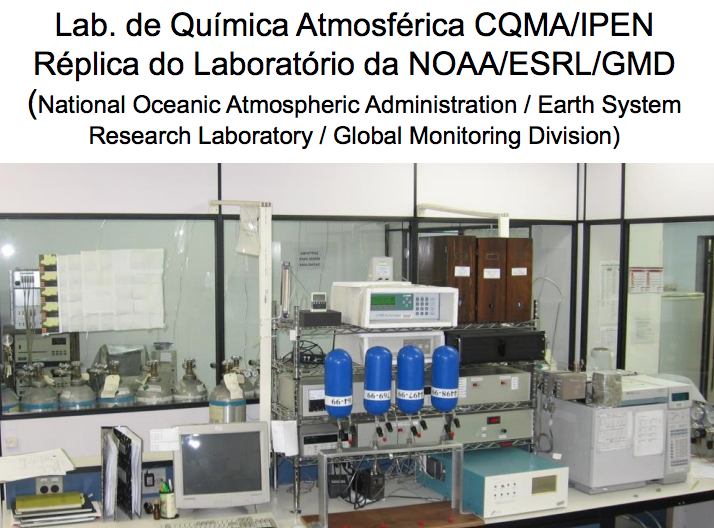 Lab. de Química Atmosférica CQMA/IPEN
Réplica do Laboratório da NOAA/ESRL/GMD
(National Oceanic Atmospheric Administration / Earth System
Research Laboratory / Global Monitoring Division)